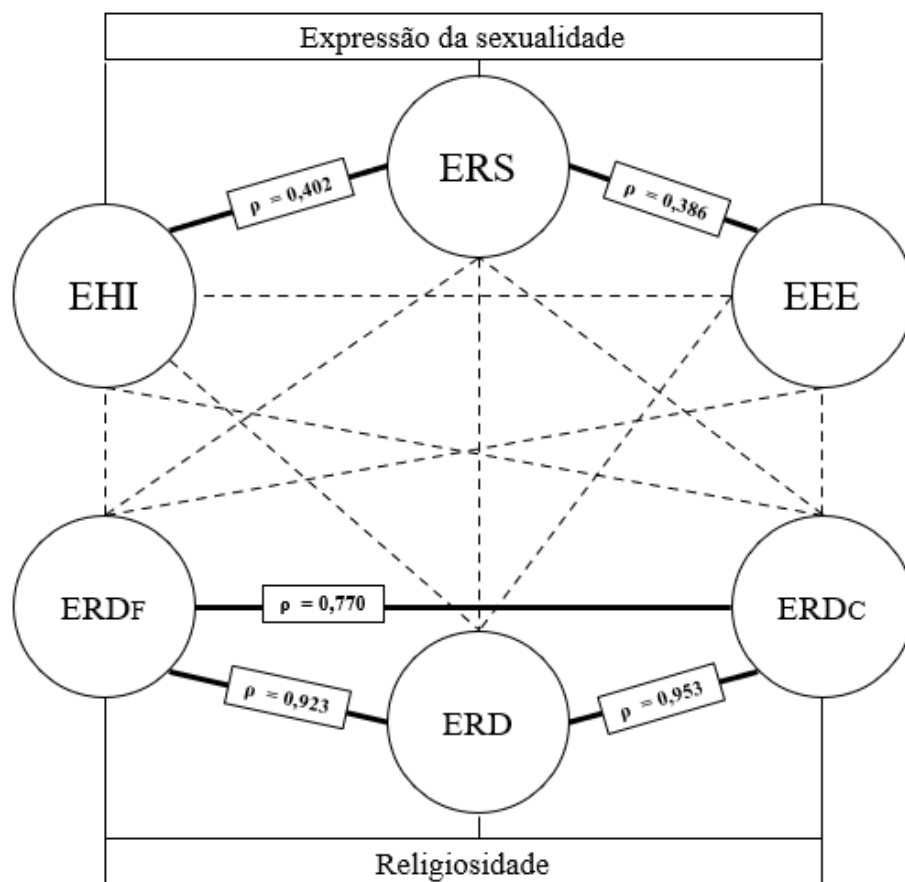 Expressão da sexualidade
ERS
ρ = 0,402
ρ = 0,386
EHI
EEE
ERDF
ρ = 0,770
ERDC
ρ = 0,923
ERD
ρ = 0,953
Religiosidade